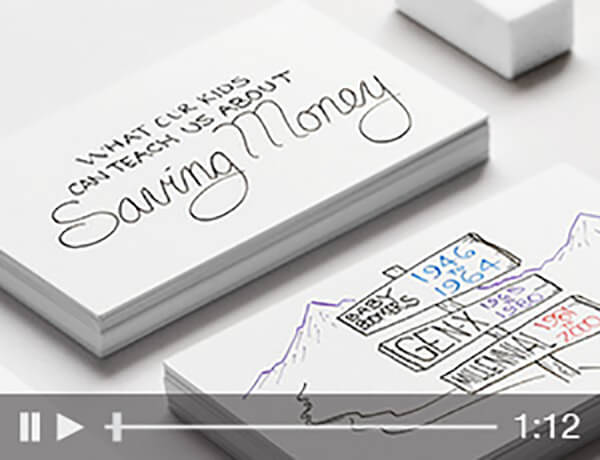 WHAT OUR KIDS
CAN TEACH US ABOUT
Saving Money
BABY
BOOMERS
1946
to
1964
GEN-X
1965
to
1980
MILLENNIAL
1981
to
2000
1:12